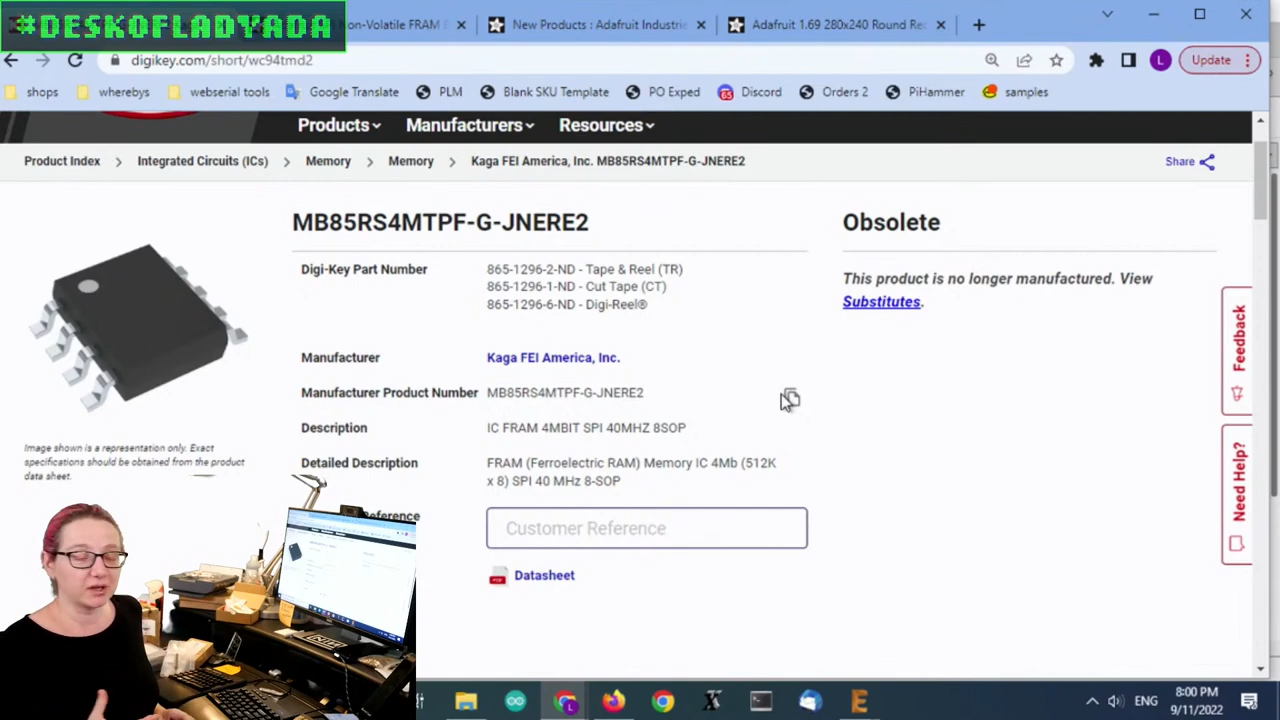 #DESKOFLADYADA
Non-Volatile FRAM
New Products : Adafruit Industrie
Adafruit 1.69 280x240 Round Re
digikey.com/short/wc94tmd2
L
Update
shops
wherebys
webserial tools
Google Translate
PLM
Blank SKU Template
PO Exped
65
Discord
Orders 2
PiHammer
samples
Products
Manufacturers
Resources
Product Index
Integrated Circuits (ICs)
Memory
Memory
Kaga FEI America, Inc. MB85RS4MTPF-G-JNERE2
Share
MB85RS4MTPF-G-JNERE2
Obsolete
Digi-Key Part Number
865-1296-2-ND - Tape & Reel (TR)
865-1296-1-ND - Cut Tape (CT)
865-1296-6-ND - Digi-Reel®
This product is no longer manufactured. View
Substitutes.
Manufacturer
Kaga FEI America, Inc.
Manufacturer Product Number
MB85RS4MTPF-G-JNERE2
Description
IC FRAM 4MBIT SPI 40MHZ 8SOP
Detailed Description
FRAM (Ferroelectric RAM) Memory IC 4Mb (512K
x 8) SPI 40 MHz 8-SOP
Image shown is a representation only. Exact
specifications should be obtained from the product
data sheet.
Reference
Customer Reference
Datasheet
Feedback
Need Help?
ENG
8:00 PM
9/11/2022